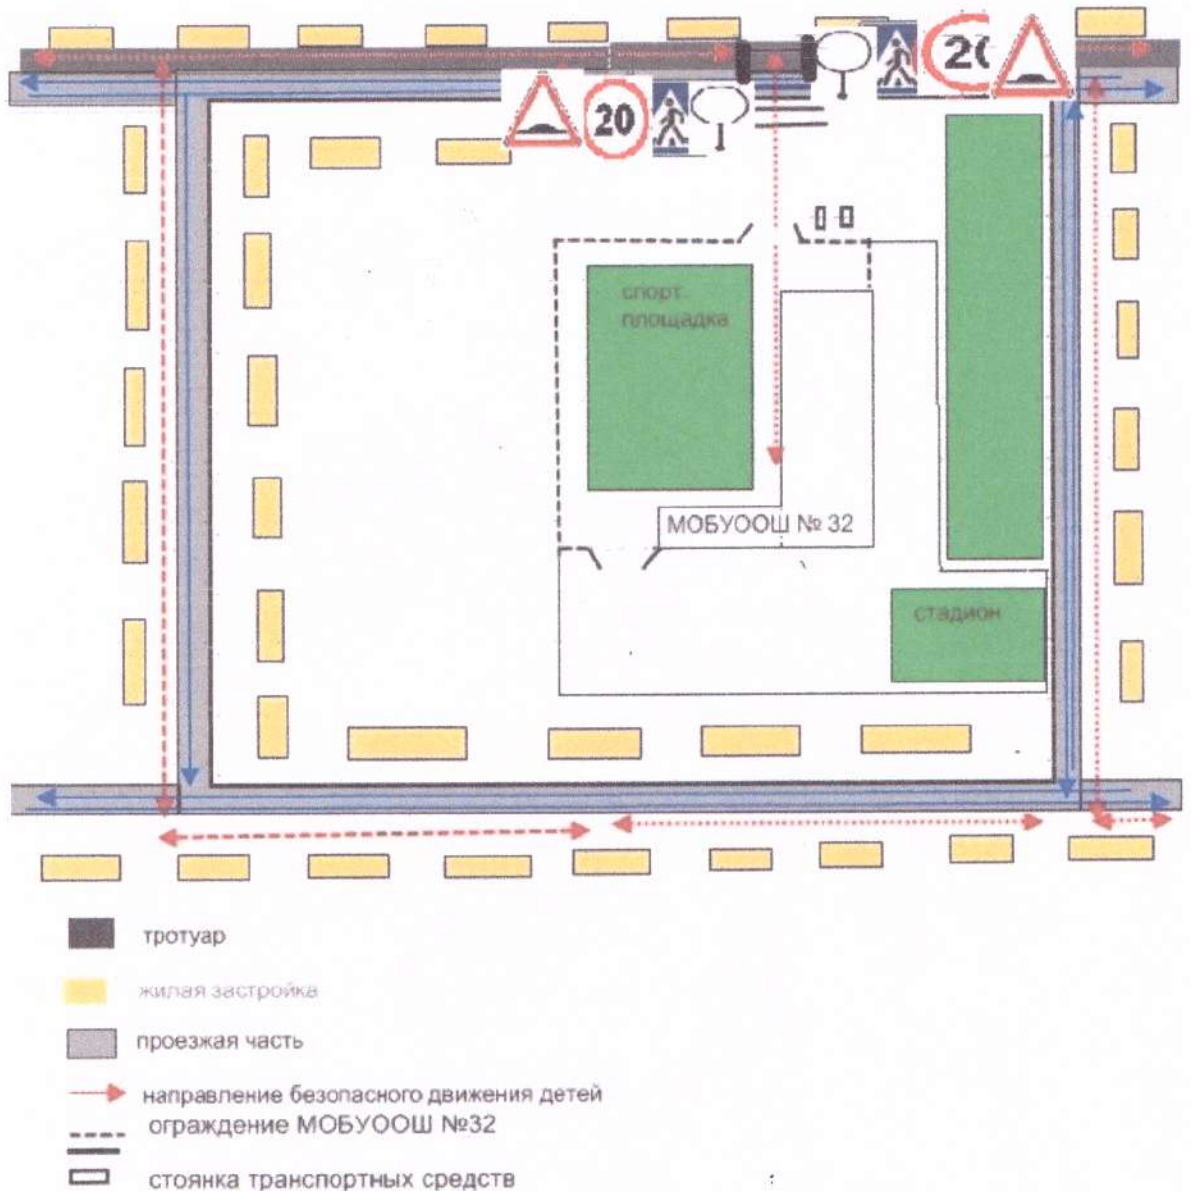 20
20
спорт.
площадка
МОБУООШ № 32
стадион
тротуар
жилая застройка
проезжая часть
направление безопасного движения детей
ограждение МОБУООШ №32
стоянка транспортных средств